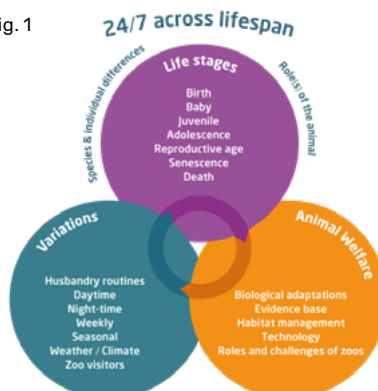 ig. 1
24/7 across lifespan
Species & individual differences
Role(s) of the animal
Life stages
Birth
Baby
Juvenile
Adolescence
Reproductive age
Senescence
Death
Variations
Husbandry routines
Daytime
Night-time
Weekly
Seasonal
Weather / Climate
Zoo visitors
Animal Welfare
Biological adaptations
Evidence base
Habitat management
Technology
Roles and challenges of zoos